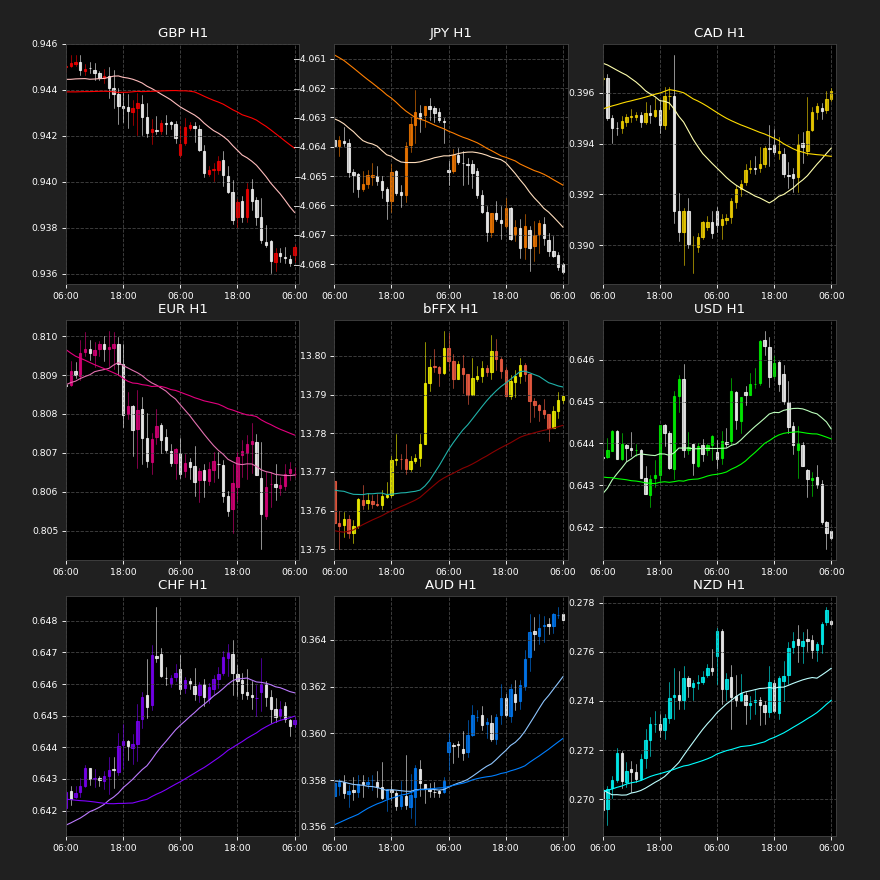 GBP H1
0.946
0.944
0.942
0.940
0.938
0.936
06:00 18:00 06:00 18:00 06:00
JPY H1
−4.061
−4.062
−4.063
−4.064
−4.065
−4.066
−4.067
−4.068
06:00 18:00 06:00 18:00 06:00
CAD H1
0.396
0.394
0.392
0.390
06:00 18:00 06:00 18:00 06:00
EUR H1
0.810
0.809
0.808
0.807
0.806
0.805
06:00 18:00 06:00 18:00 06:00
bFFX H1
13.80
13.79
13.78
13.77
13.76
13.75
06:00 18:00 06:00 18:00 06:00
USD H1
0.646
0.645
0.644
0.643
0.642
06:00 18:00 06:00 18:00 06:00
CHF H1
0.648
0.647
0.646
0.645
0.644
0.643
0.642
06:00 18:00 06:00 18:00 06:00
AUD H1
0.364
0.362
0.360
0.358
0.356
06:00 18:00 06:00 18:00 06:00
NZD H1
0.278
0.276
0.274
0.272
0.270
06:00 18:00 06:00 18:00 06:00